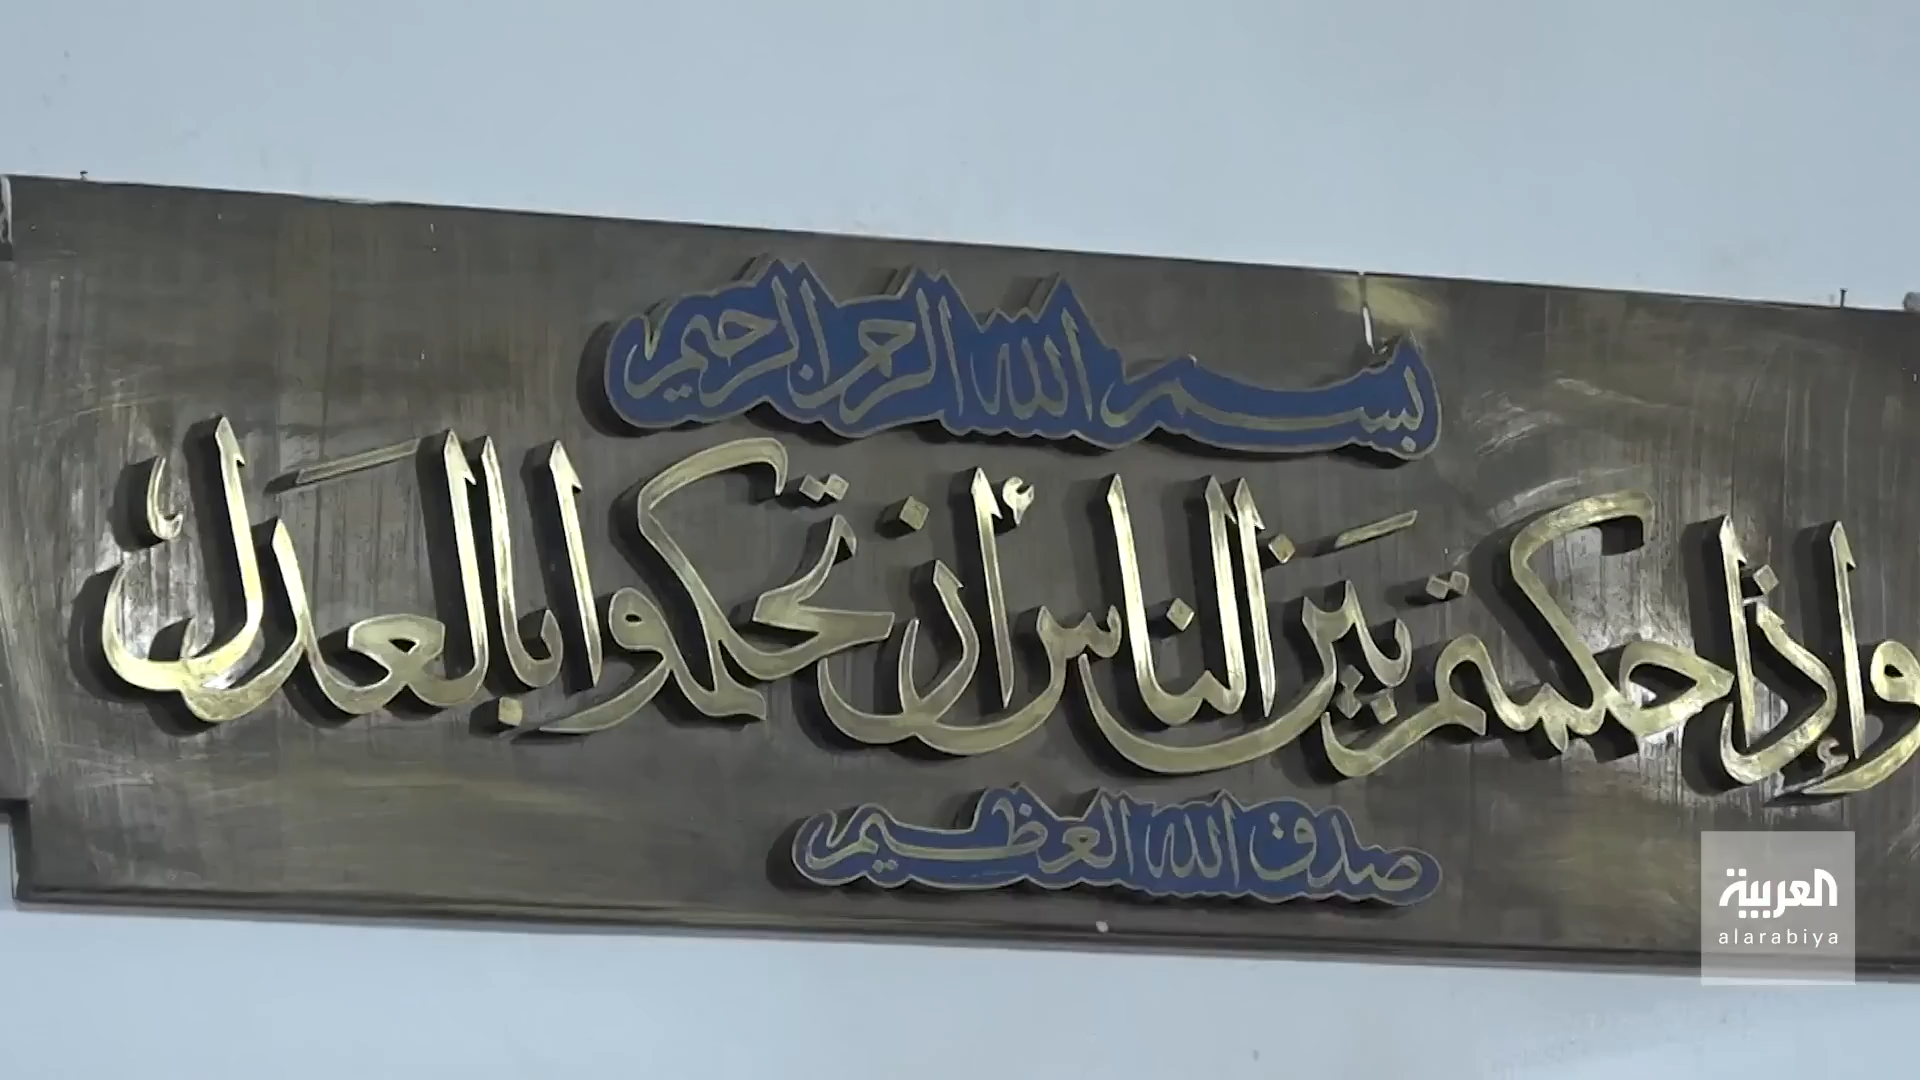 بسم الله الرحمن الرحيم
وإذا حكمتم بين الناس أن تحكموا بالعدل
صدق الله العظيم
العربية
alarabiya